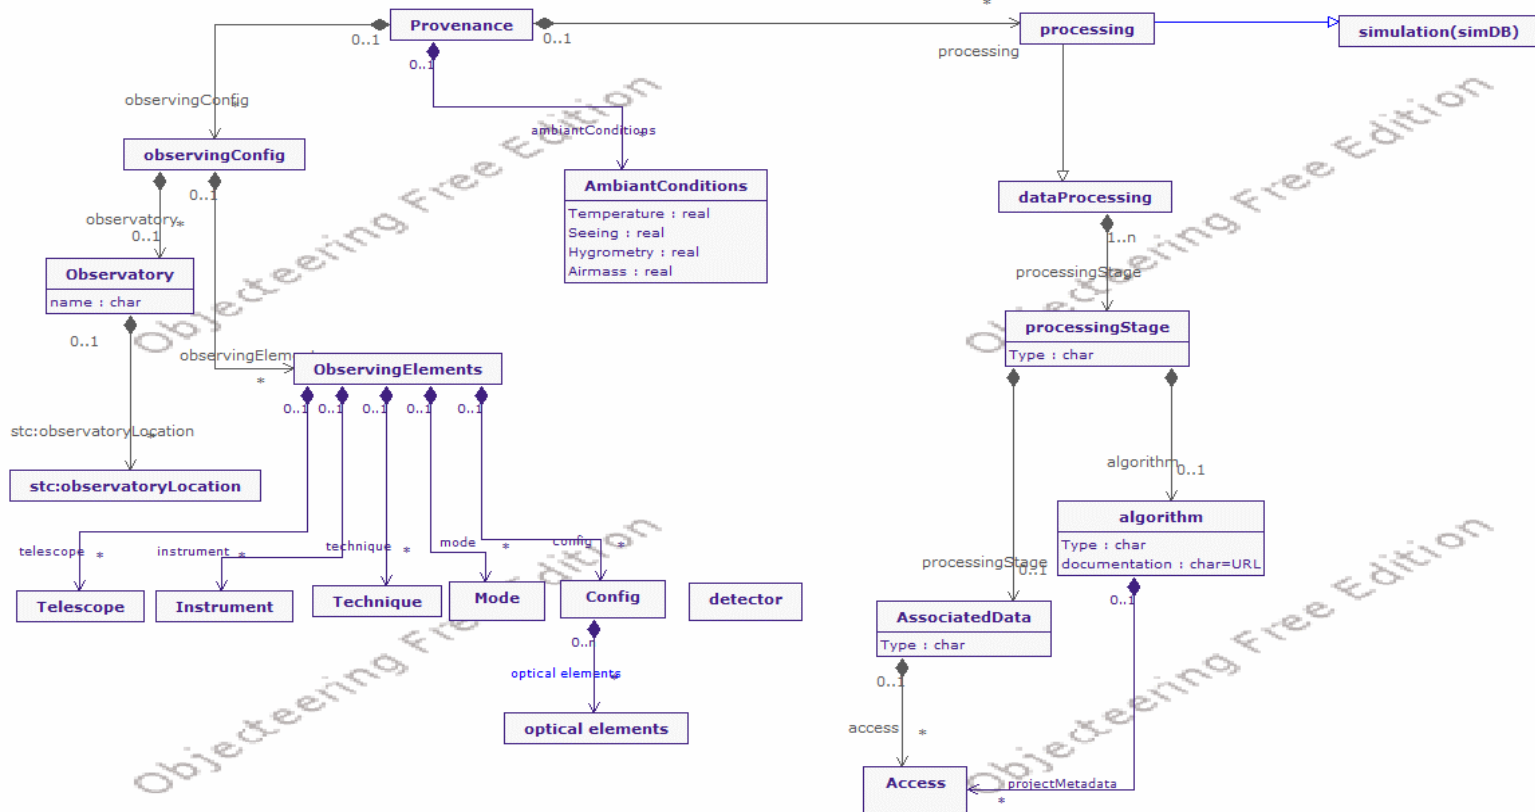 *
Provenance
processing
simulation(simDB)
0..1
0..1
0..1
processing
observingConfig
*
ambiantConditions
*
observingConfig
0..1
AmbiantConditions
Temperature : real
Seeing : real
Hygrometry : real
Airmass : real
dataProcessing
1..n
observatory
*
0..1
processingStage
Observatory
name : char
0..1
processingStage
Type : char
observingElement
*
ObservingElements
0..1
0..1
0..1
0..1
0..1
stc:observatoryLocation
*
algorithm
0..1
stc:observatoryLocation
algorithm
Type : char
documentation : char=URL
telescope
*
instrument
*
technique
*
mode
*
config
*
processingStage
0..1
Telescope
Instrument
Technique
Mode
Config
detector
0..1
AssociatedData
Type : char
0..n
optical elements
*
0..1
optical elements
access
*
Access
projectMetadata
*
Objecteering Free Edition
Objecteering Free Edition
Objecteering Free Edition
Objecteering Free Edition